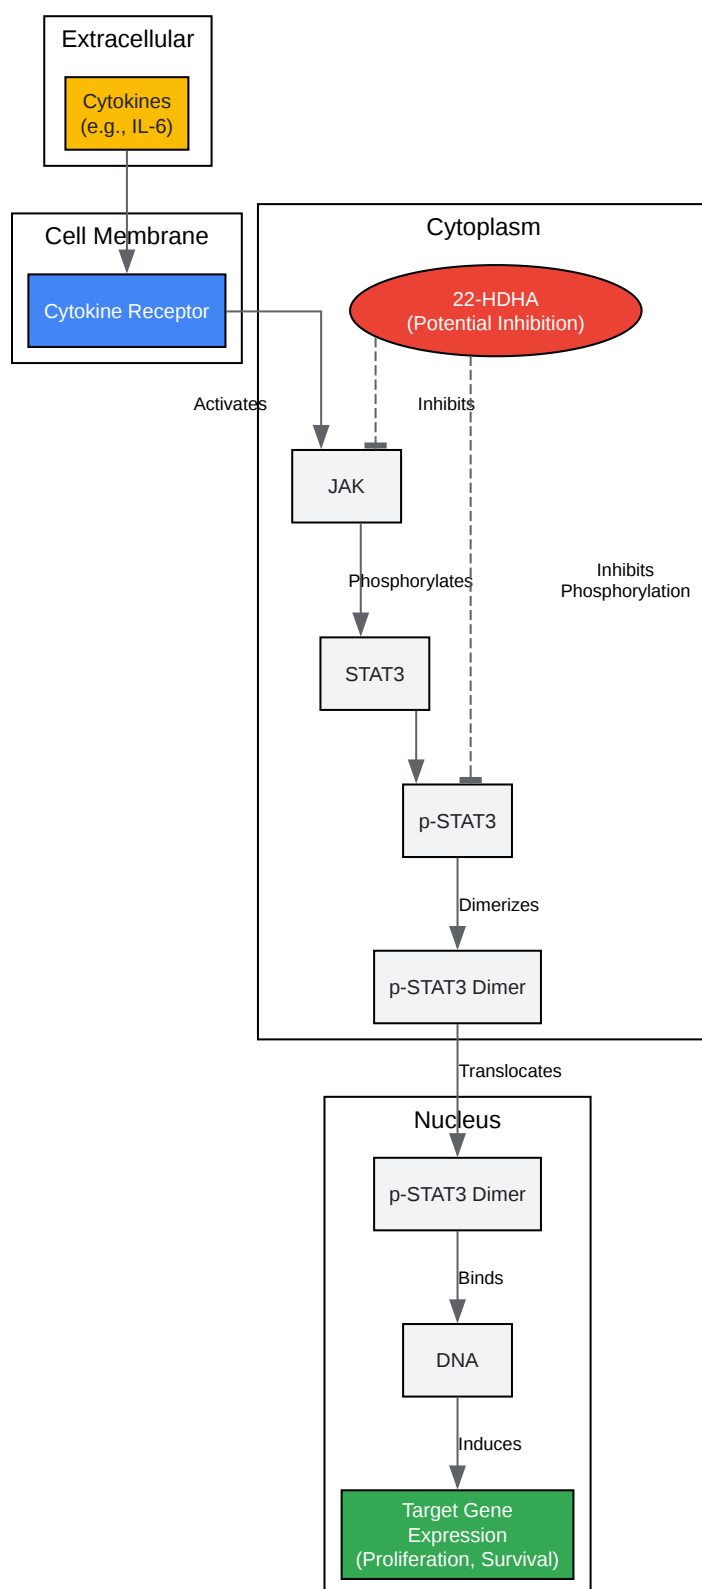 Extracellular
Cytokines
(e.g., IL-6)
Cell Membrane
Cytokine Receptor
Cytoplasm
22-HDHA
(Potential Inhibition)
Activates
Inhibits
JAK
Phosphorylates
Inhibits
Phosphorylation
STAT3
p-STAT3
Dimerizes
p-STAT3 Dimer
Translocates
Nucleus
p-STAT3 Dimer
Binds
DNA
Induces
Target Gene
Expression
(Proliferation, Survival)